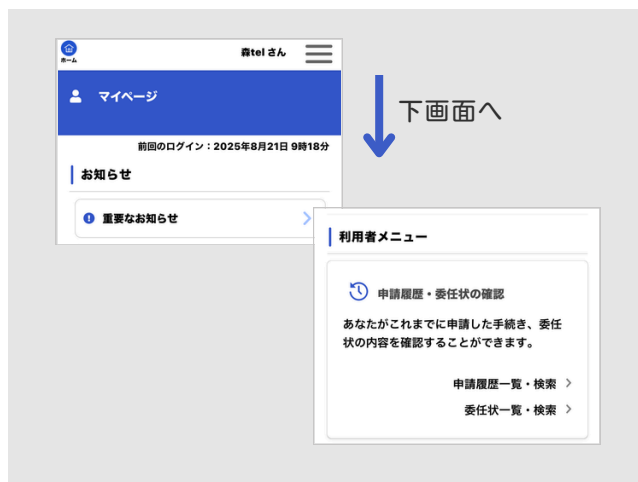 ホーム
森tel さん
マイページ
前回のログイン：2025年8月21日 9時18分
お知らせ
重要なお知らせ
下画面へ
利用者メニュー
申請履歴・委任状の確認
あなたがこれまでに申請した手続き、委任
状の内容を確認することができます。
申請履歴一覧・検索
委任状一覧・検索